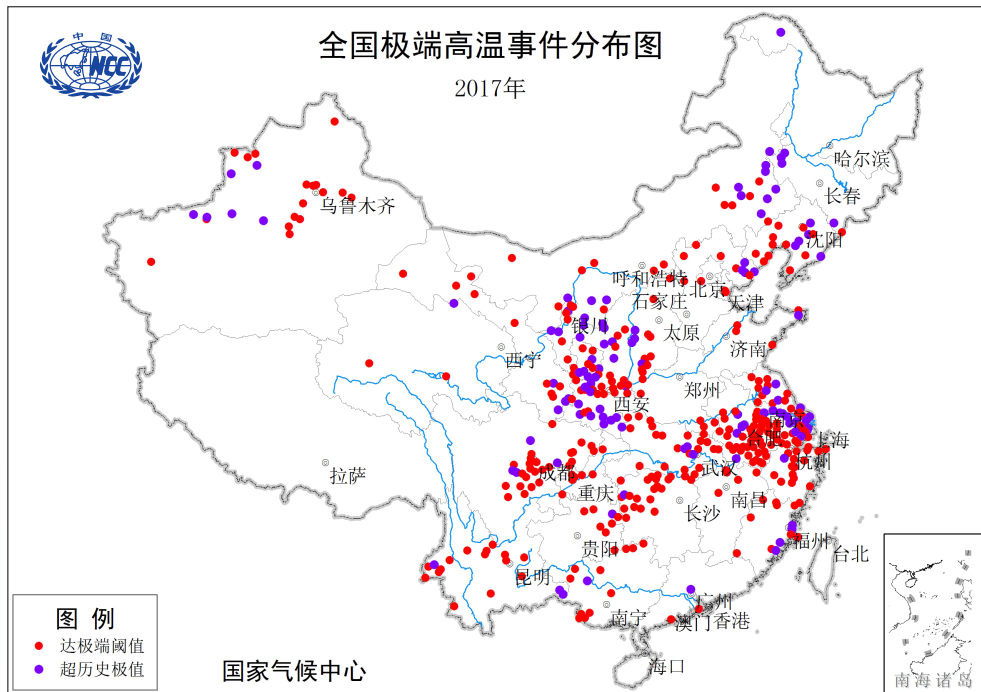 全国极端高温事件分布图
2017年
中国
NCC
哈尔滨
长春
乌鲁木齐
沈阳
呼和浩特
北京
石家庄
天津
银川
太原
济南
西宁
郑州
西安
南京
合肥
上海
杭州
成都
武汉
拉萨
重庆
南昌
长沙
福州
贵阳
台北
昆明
广州
南宁
澳门
香港
海口
图 例
达极端阈值
超历史极值
国家气候中心
南海诸岛